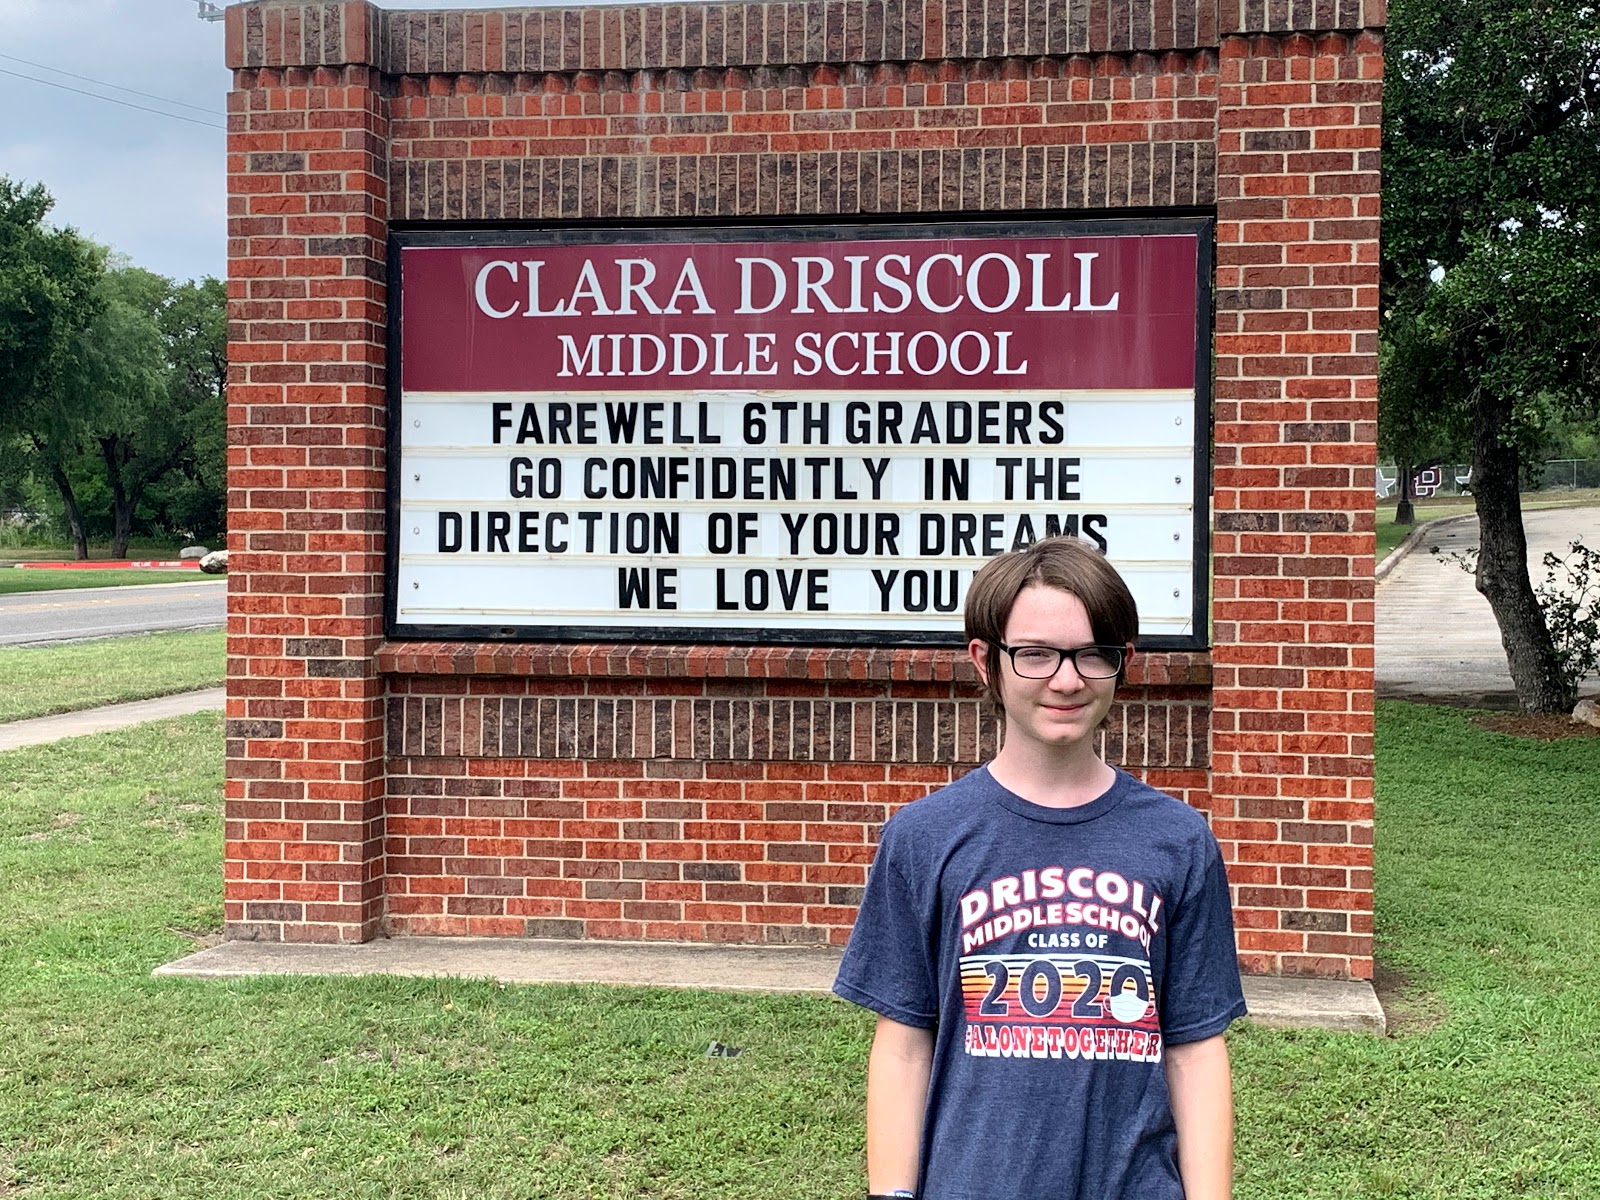 CLARA DRISCOLL
MIDDLE SCHOOL
FAREWELL 6TH GRADERS
GO CONFIDENTLY IN THE
DIRECTION OF YOUR DREAMS
WE LOVE YOU
DRISCOLL
MIDDLE SCHOOL
CLASS OF
2020
#ALONETOGETHER